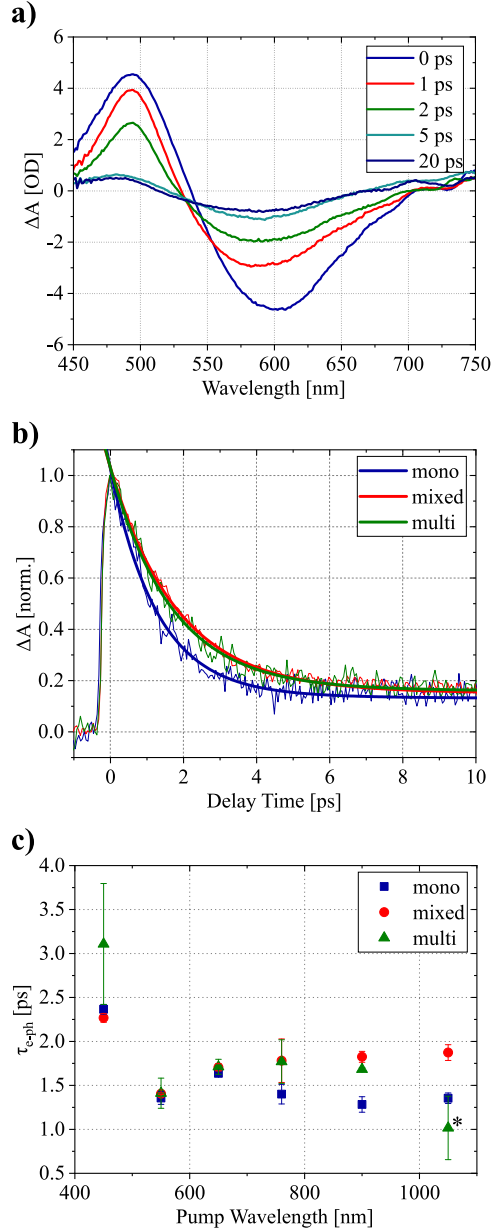 a)
6
4
2
0
-2
-4
-6
ΔA [OD]
0 ps
1 ps
2 ps
5 ps
20 ps
450 500 550 600 650 700 750
Wavelength [nm]
b)
1.0
0.8
0.6
0.4
0.2
0.0
ΔA [norm.]
mono
mixed
multi
0 2 4 6 8 10
Delay Time [ps]
c)
4.0
3.5
3.0
2.5
2.0
1.5
1.0
0.5
τe-ph [ps]
mono
mixed
multi
*
400 600 800 1000
Pump Wavelength [nm]